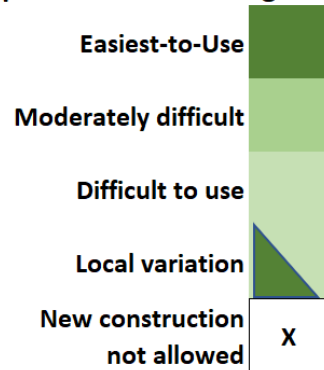 Easiest-to-Use
Moderately difficult
Difficult to use
Local variation
New construction
not allowed
X